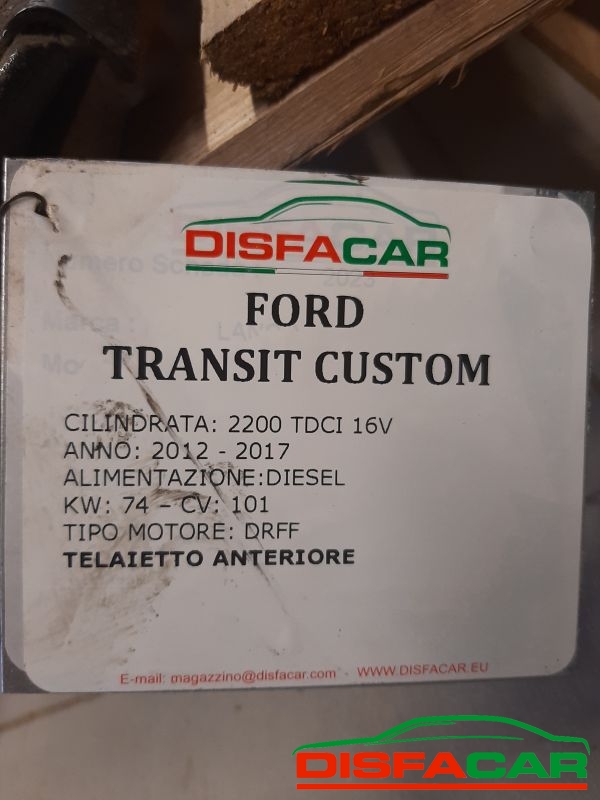 DISFACAR
FORD
TRANSIT CUSTOM
CILINDRATA: 2200 TDCI 16V
ANNO: 2012 - 2017
ALIMENTAZIONE:DIESEL
KW: 74 – CV: 101
TIPO MOTORE: DRFF
TELAIETTO ANTERIORE
E-mail: magazzino@disfacar.com - WWW.DISFACAR.EU
DISFACAR